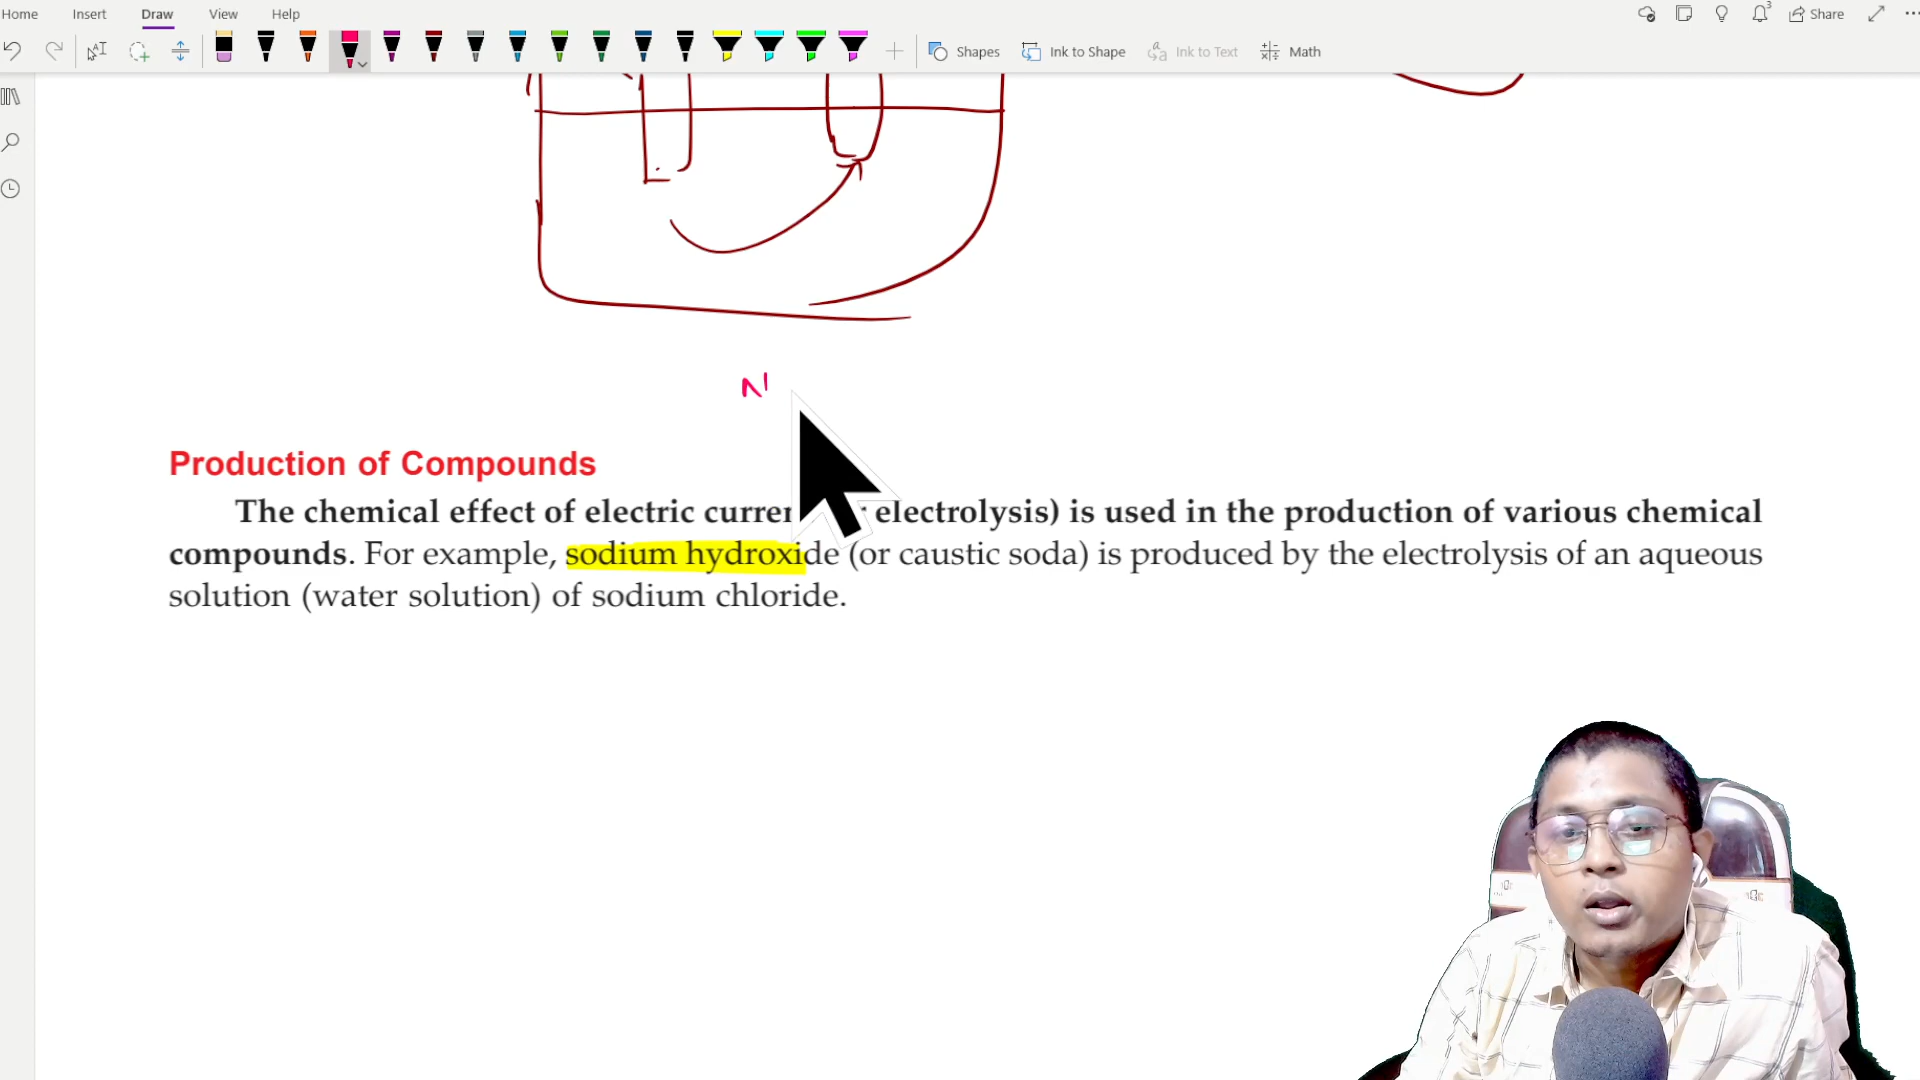 Home Insert Draw View Help
3 Share
Shapes Ink to Shape Ink to Text Math
N
Production of Compounds
The chemical effect of electric curren electrolysis) is used in the production of various chemical
compounds. For example, sodium hydroxide (or caustic soda) is produced by the electrolysis of an aqueous
solution (water solution) of sodium chloride.